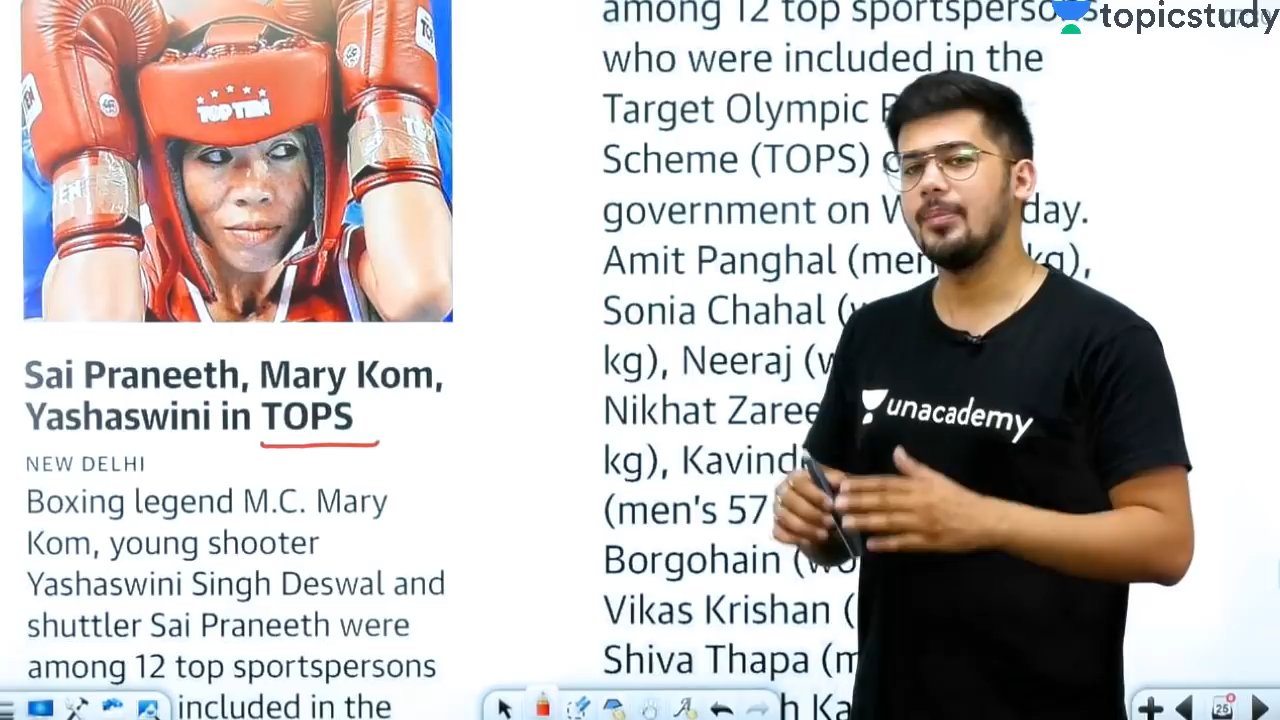 TOP TEN
Sai Praneeth, Mary Kom,
Yashaswini in TOPS
NEW DELHI
Boxing legend M.C. Mary
Kom, young shooter
Yashaswini Singh Deswal and
shuttler Sai Praneeth were
among 12 top sportspersons
included in the
among 12 top sportspersons
who were included in the
Target Olympic
Scheme (TOPS)
government on
day.
Amit Panghal (men kg),
Sonia Chahal (
kg), Neeraj (
Nikhat Zaree
kg), Kavind
(men's 57
Borgohain (wo
Vikas Krishan (
Shiva Thapa (m
h Ka
topicstudy
unacademy
25